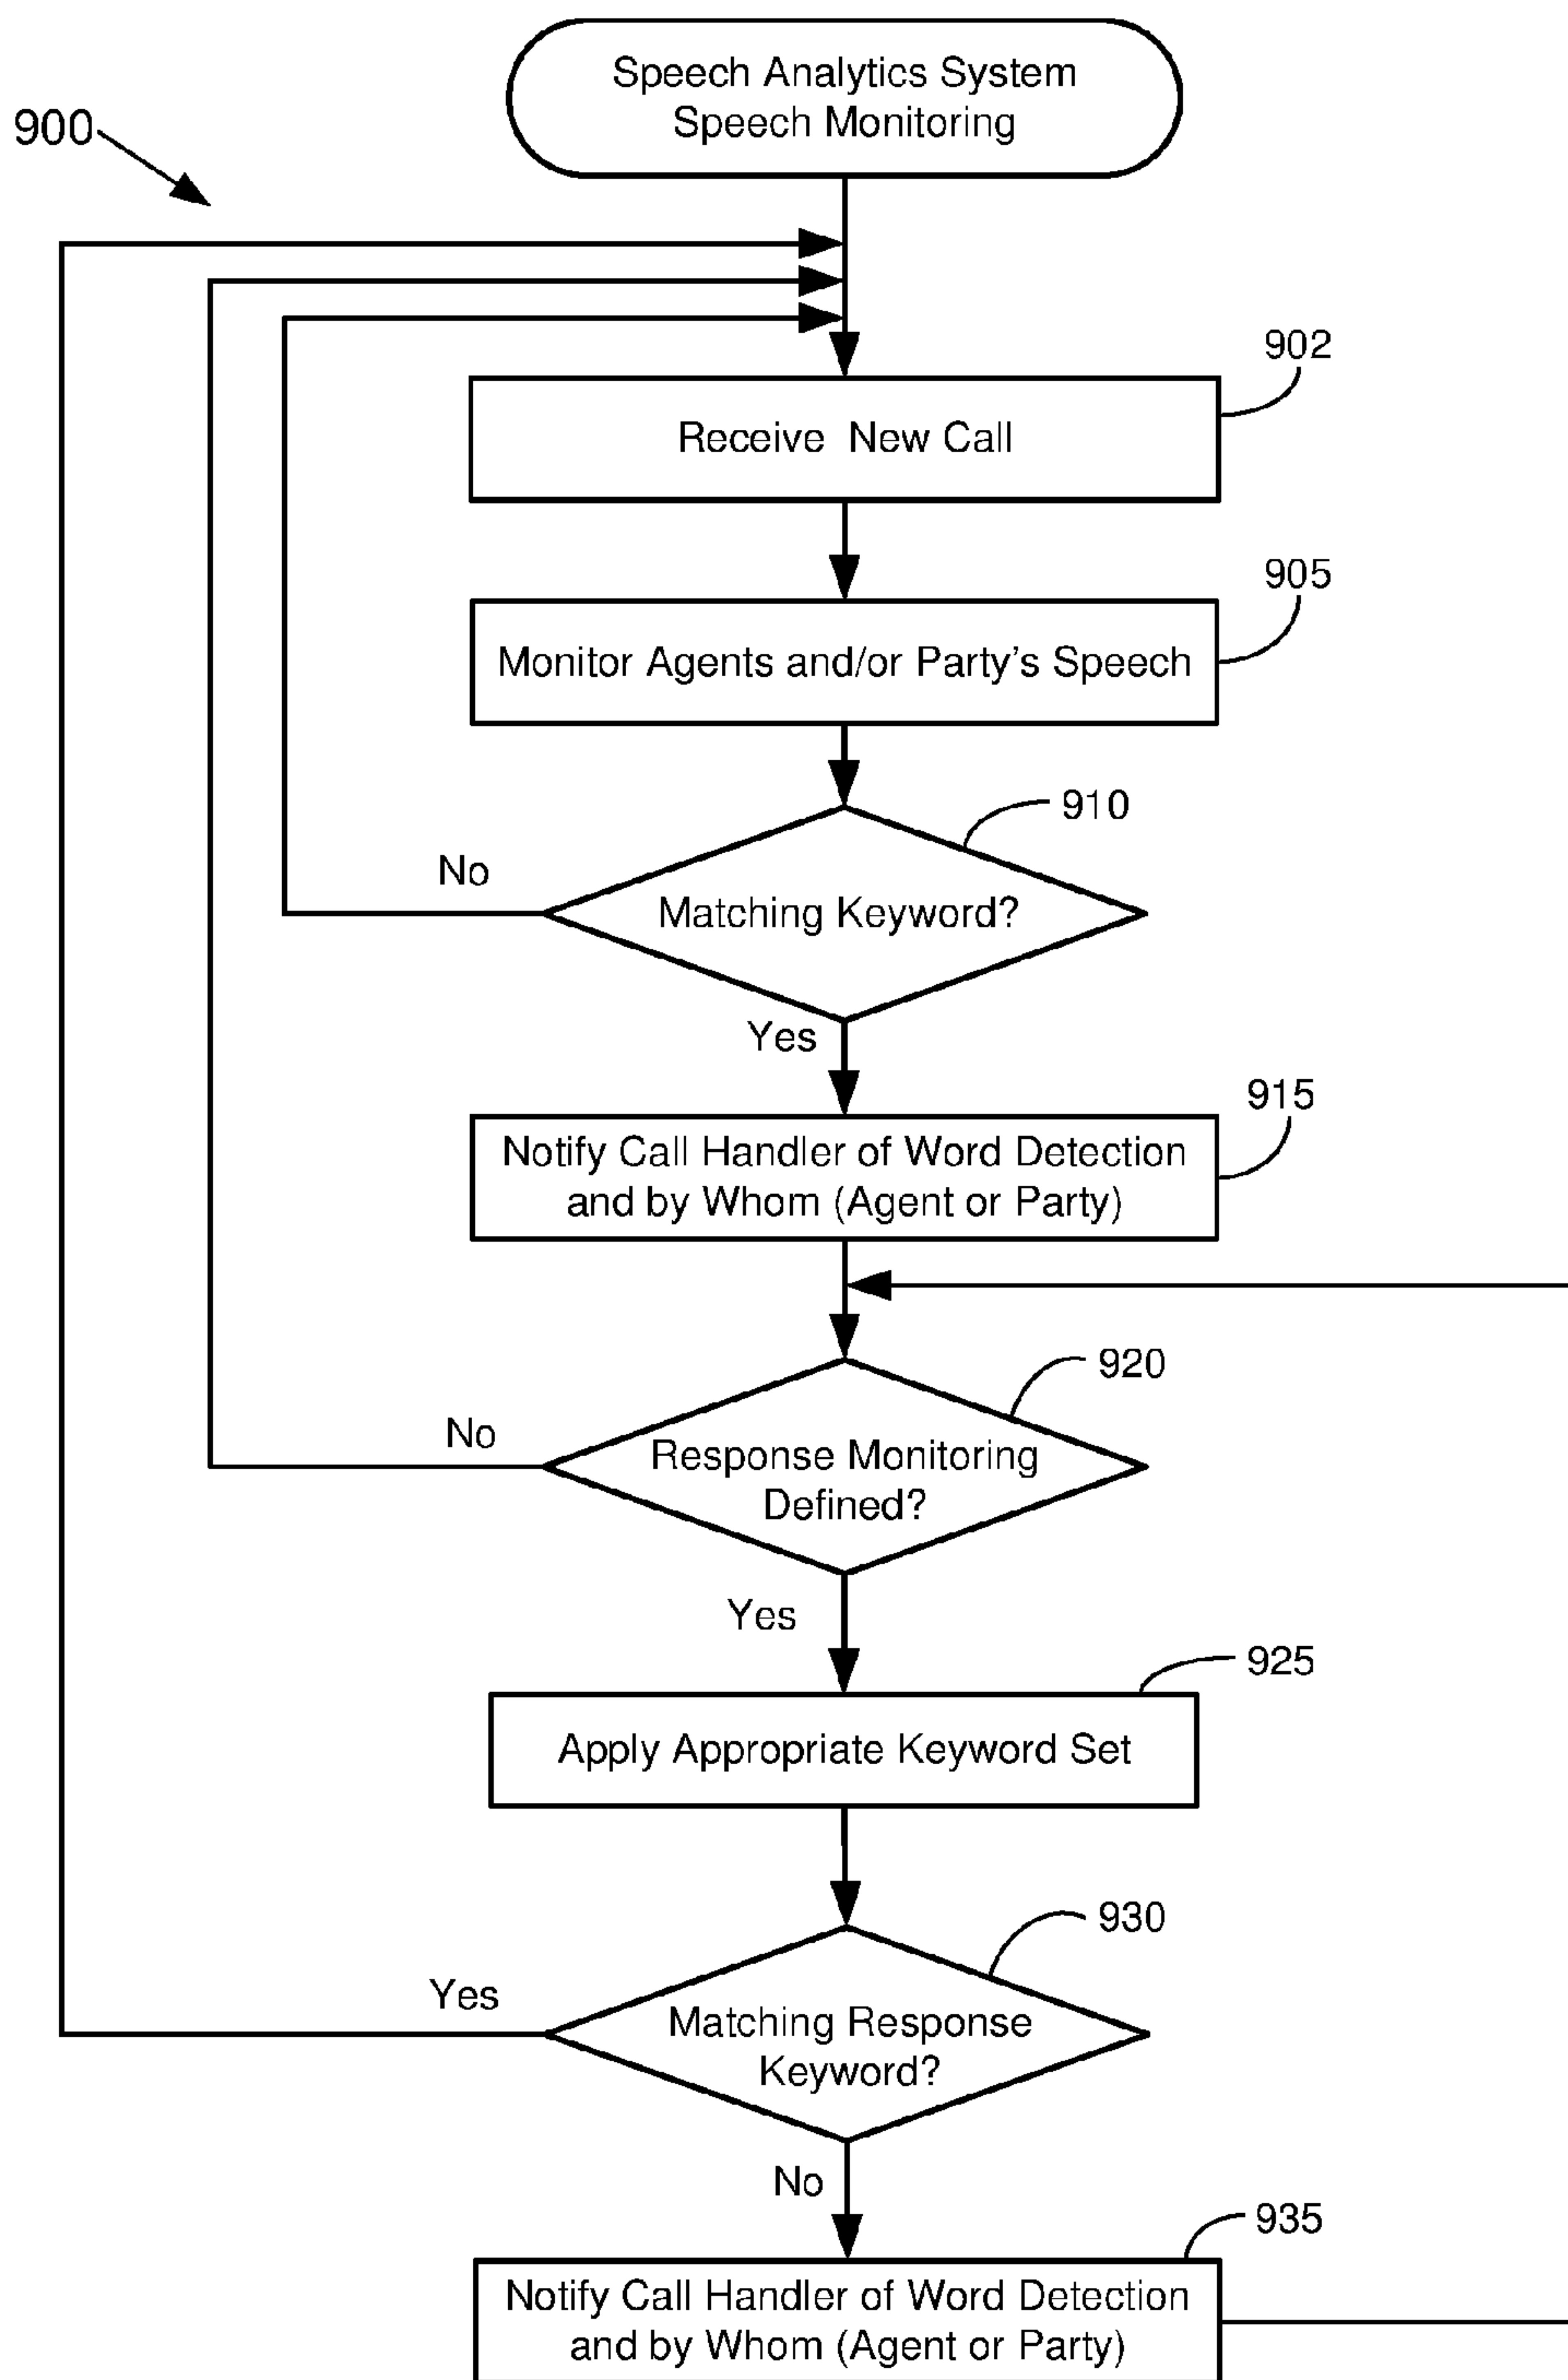 Speech Analytics System
Speech Monitoring
900
902
Receive New Call
905
Monitor Agents and/or Party's Speech
910
No
Matching Keyword?
Yes
915
Notify Call Handler of Word Detection
and by Whom (Agent or Party)
920
No
Response Monitoring
Defined?
Yes
925
Apply Appropriate Keyword Set
930
Yes
Matching Response
Keyword?
No
935
Notify Call Handler of Word Detection
and by Whom (Agent or Party)